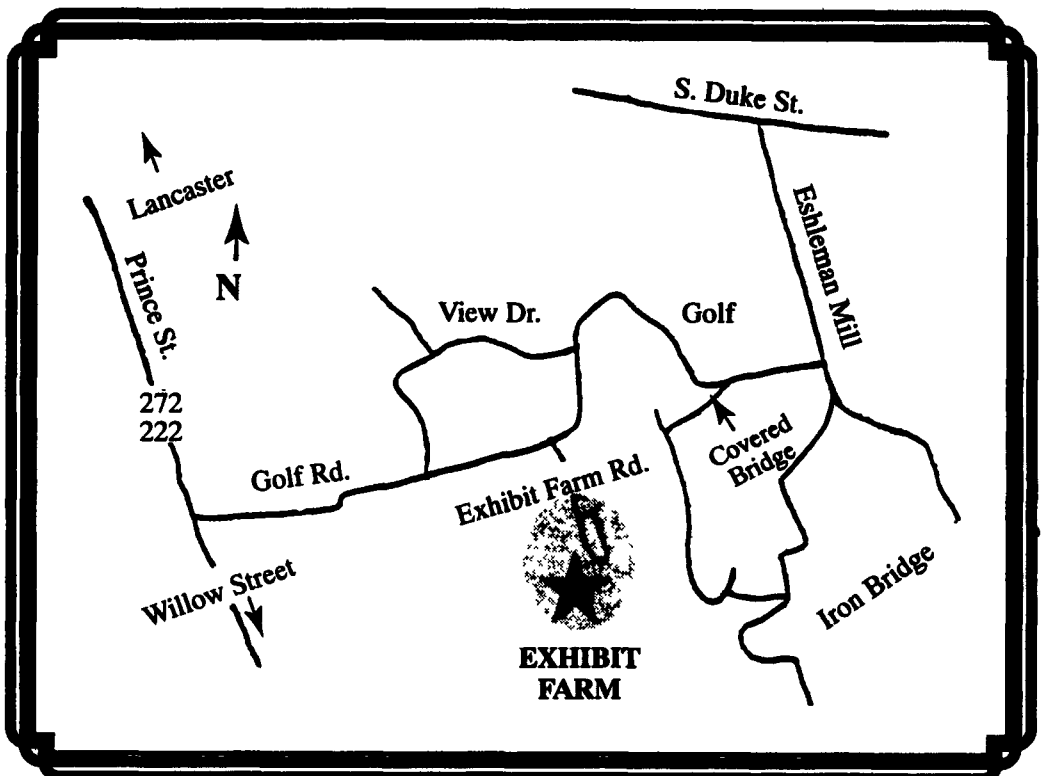 S. Duke St.
Lancaster
Eshleman Mill
N
Prince St.
View Dr.
Golf
272
222
Covered
Bridge
Golf Rd.
Exhibit Farm Rd.
Willow Street
Iron Bridge
EXHIBIT
FARM